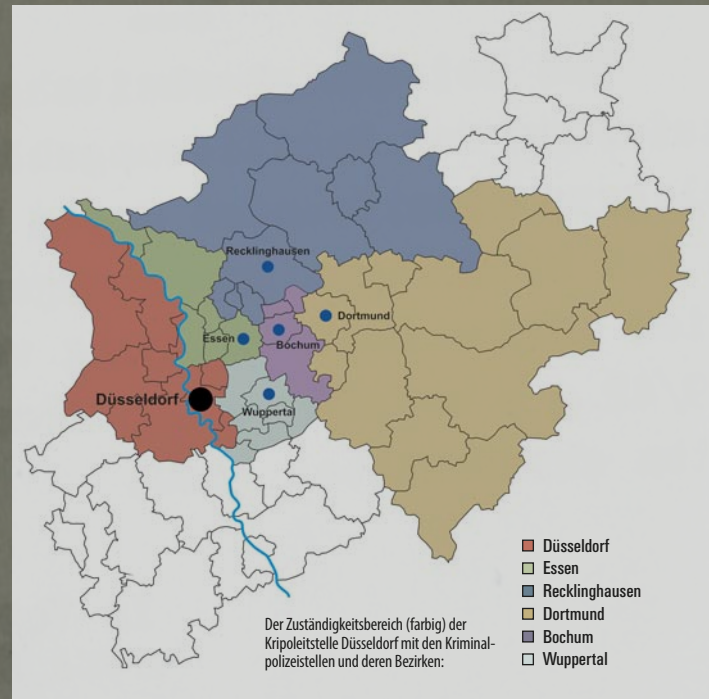 Recklinghausen
Dortmund
Essen
Bochum
Düsseldorf
Wuppertal
Düsseldorf
Essen
Recklinghausen
Dortmund
Bochum
Wuppertal
Der Zuständigkeitsbereich (farbig) der
Kripoleitstelle Düsseldorf mit den Kriminal-
polizeistellen und deren Bezirken: